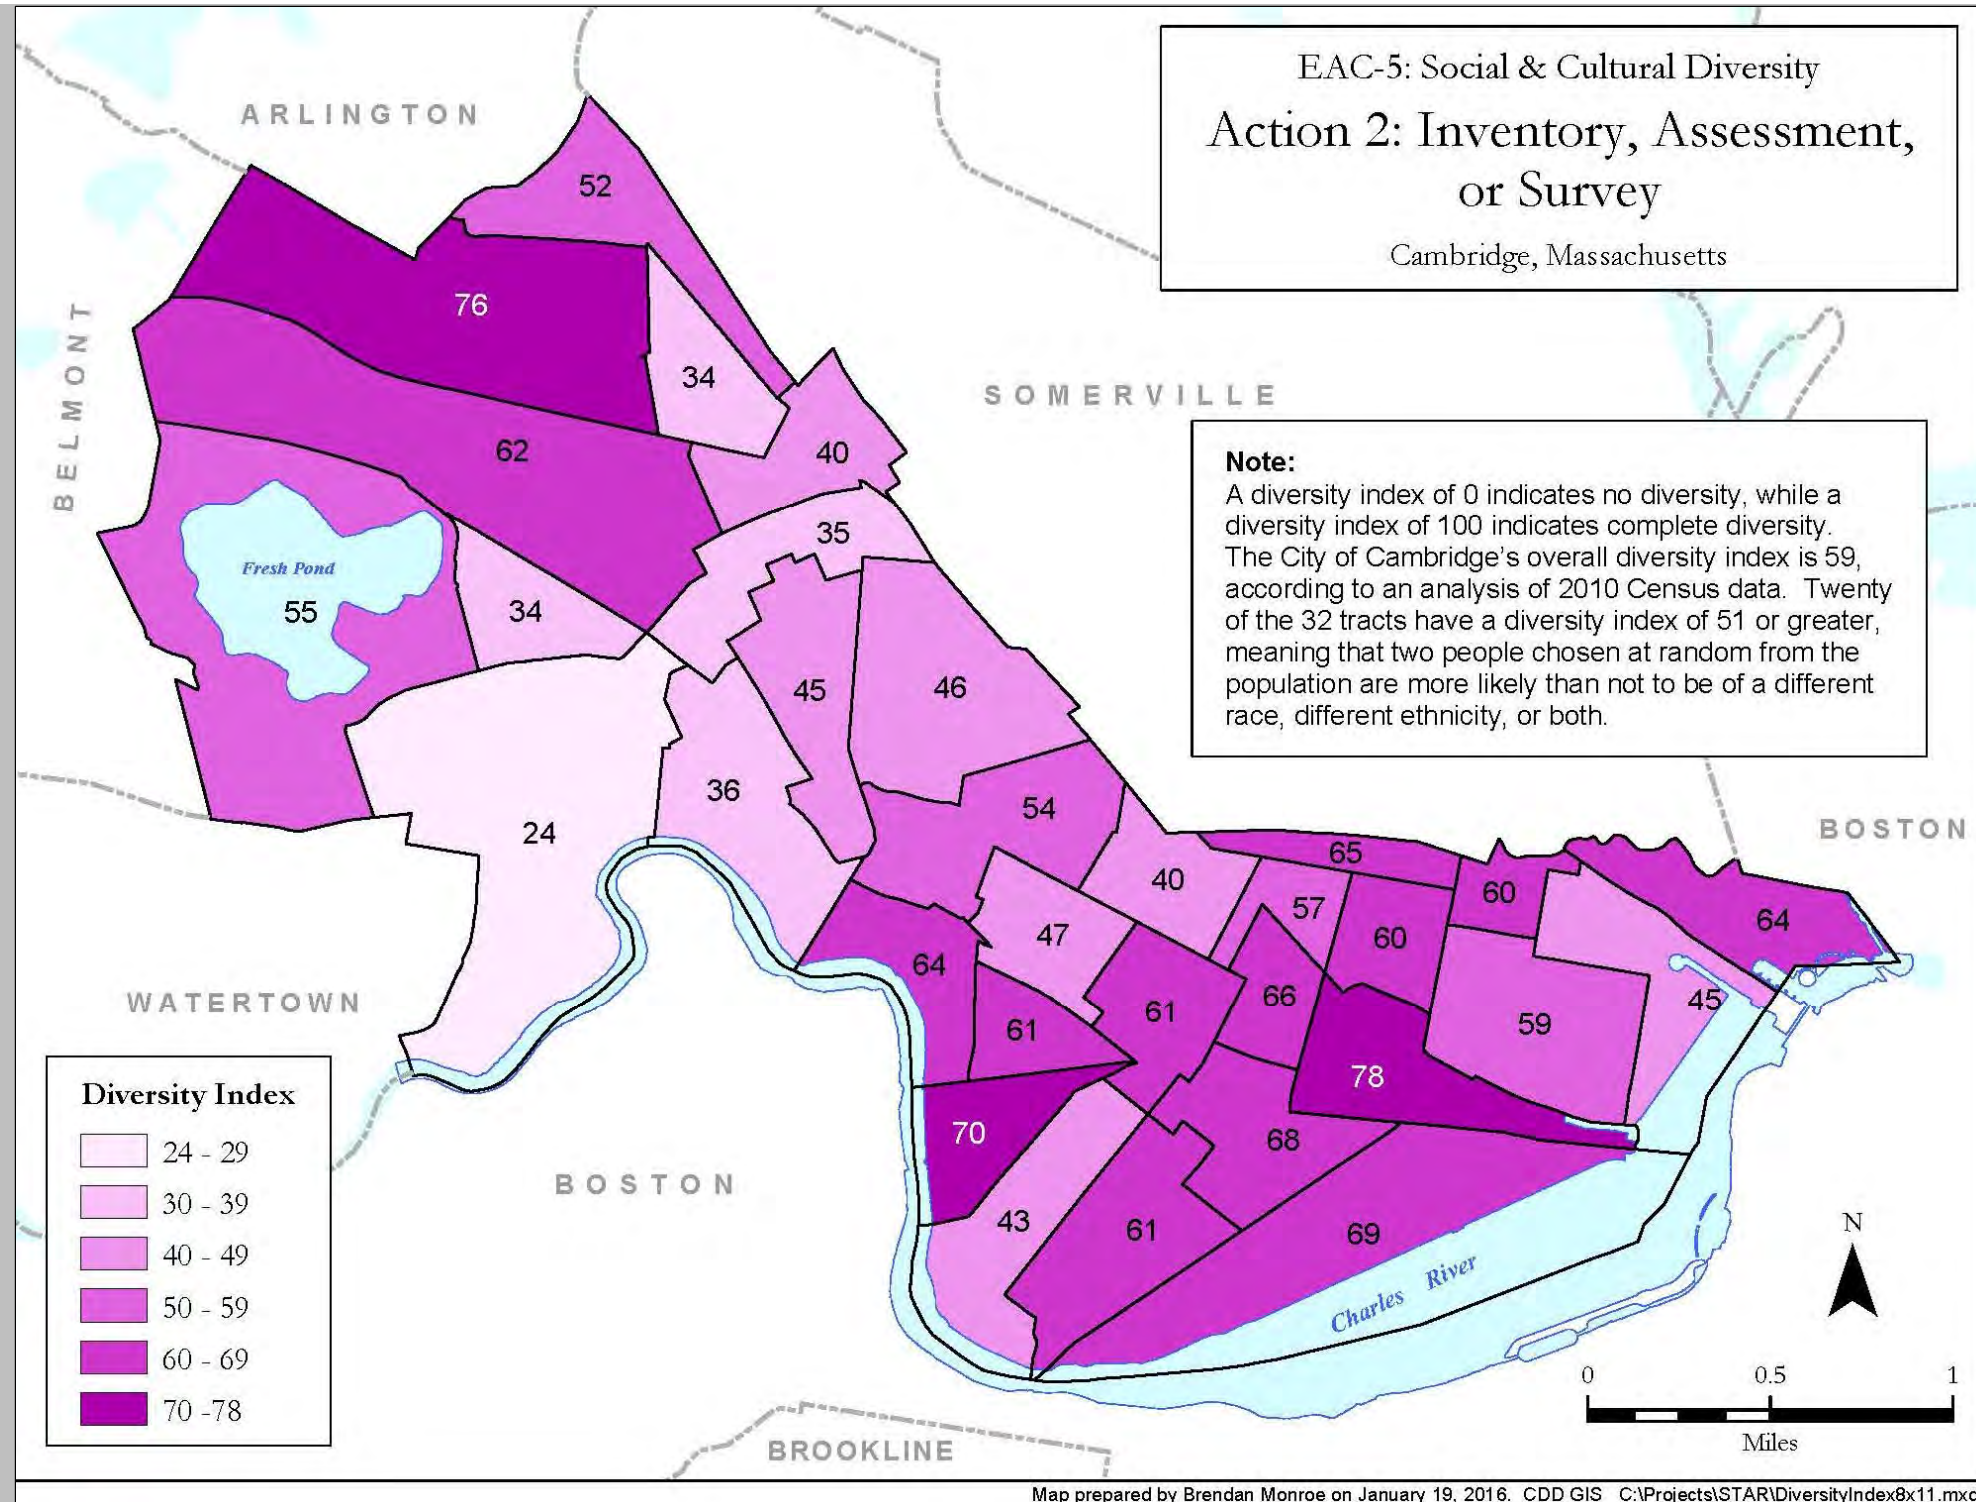 EAC-5: Social & Cultural Diversity
Action 2: Inventory, Assessment,
or Survey
Cambridge, Massachusetts
ARLINGTON
52
76
BELMONT
34
SOMERVILLE
62
40
Note:
A diversity index of 0 indicates no diversity, while a
diversity index of 100 indicates complete diversity.
The City of Cambridge's overall diversity index is 59,
according to an analysis of 2010 Census data. Twenty
of the 32 tracts have a diversity index of 51 or greater,
meaning that two people chosen at random from the
population are more likely than not to be of a different
race, different ethnicity, or both.
35
Fresh Pond
55
34
45
46
36
54
24
BOSTON
65
40
60
57
64
47
60
64
66
45
WATERTOWN
61
61
59
78
70
68
BOSTON
43
61
69
Charles River
Diversity Index
24 - 29
30 - 39
40 - 49
50 - 59
60 - 69
70 -78
N
0 0.5 1
Miles
BROOKLINE
Map prepared by Brendan Monroe on January 19, 2016. CDD GIS C:\Projects\STAR\DiversityIndex8x11.mxd